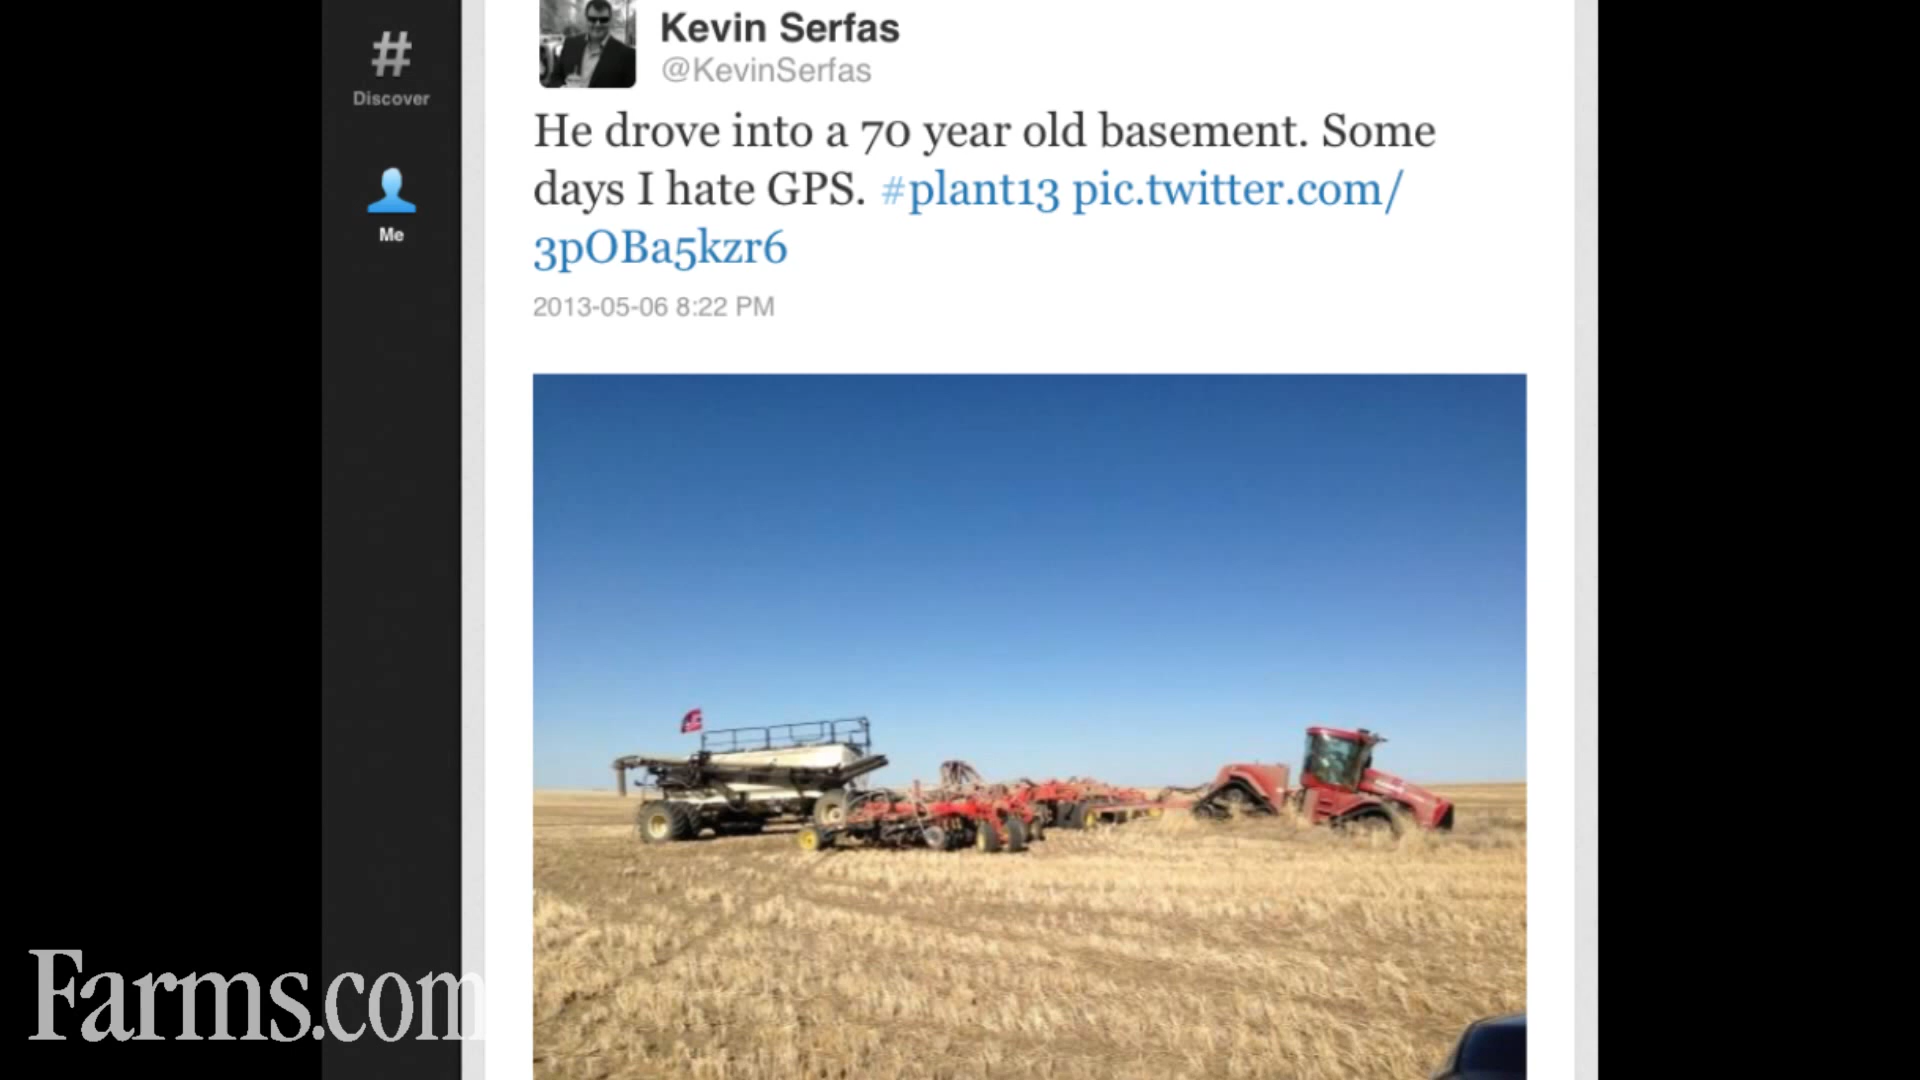 #
Discover
Me
Kevin Serfas
@KevinSerfas
He drove into a 70 year old basement. Some
days I hate GPS. #plant13 pic.twitter.com/
3pOBa5kzr6
2013-05-06 8:22 PM
Farms.com